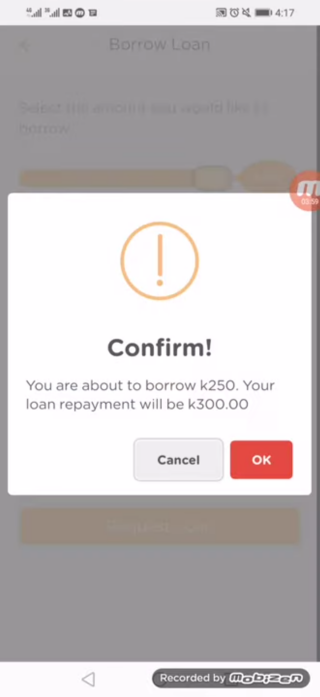 4:17
Borrow Loan
Select the amount you would like to
borrow
03:59
Confirm!
You are about to borrow k250. Your
loan repayment will be k300.00
Cancel
OK
Recorded by mobizen